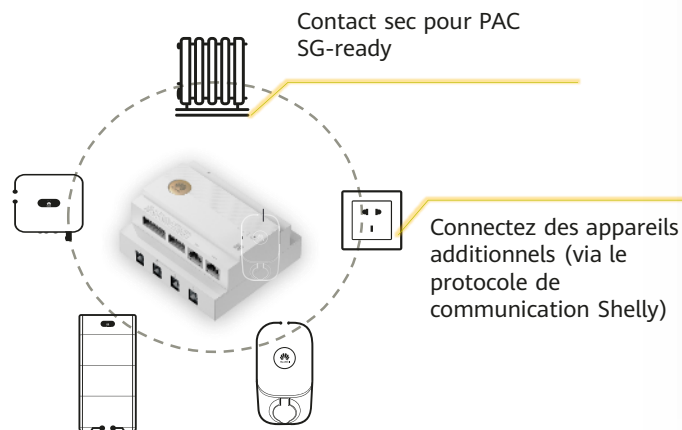 Contact sec pour PAC
SG-ready
Connectez des appareils
additionnels (via le
protocole de
communication Shelly)